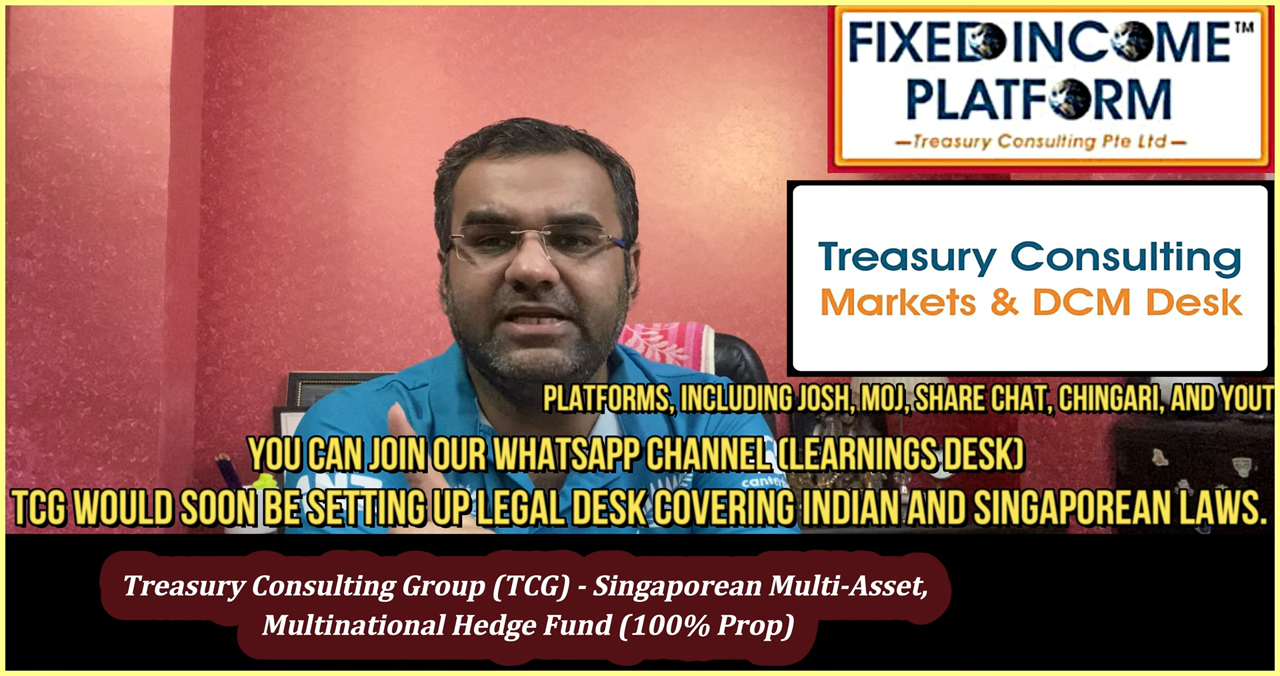 FIXED INCOME™
PLATFORM
—Treasury Consulting Pte Ltd—
Treasury Consulting
Markets & DCM Desk
PLATFORMS, INCLUDING JOSH, MOJ, SHARE CHAT, CHINGARI, AND YOUT
YOU CAN JOIN OUR WHATSAPP CHANNEL (LEARNINGS DESK)
TCG WOULD SOON BE SETTING UP LEGAL DESK COVERING INDIAN AND SINGAPOREAN LAWS.
Treasury Consulting Group (TCG) - Singaporean Multi-Asset,
Multinational Hedge Fund (100% Prop)